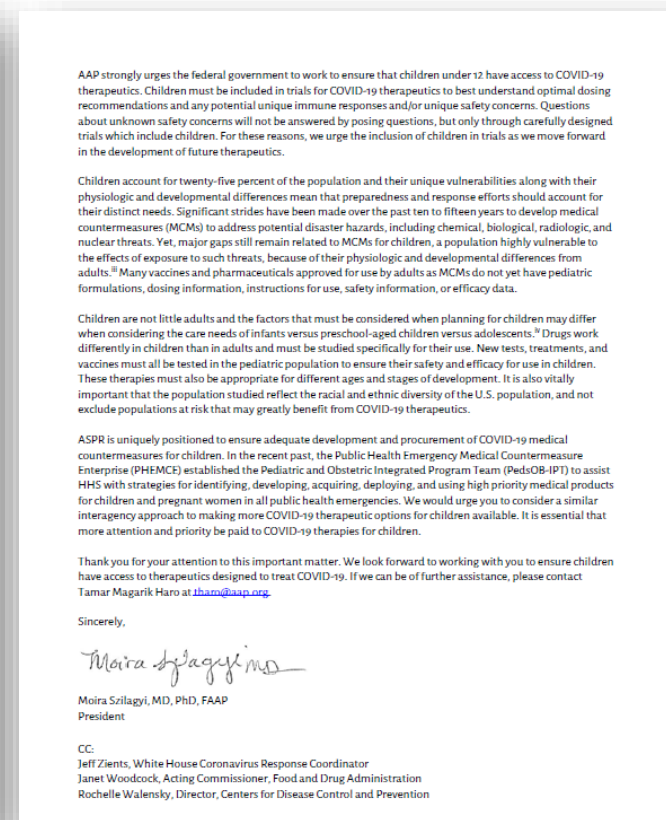 AAP strongly urges the federal government to work to ensure that children under 12 have access to COVID-19
therapeutics. Children must be included in trials for COVID-19 therapeutics to best understand optimal dosing
recommendations and any potential unique immune responses and/or unique safety concerns. Questions
about unknown safety concerns will not be answered by posing questions, but only through carefully designed
trials which include children. For these reasons, we urge the inclusion of children in trials as we move forward
in the development of future therapeutics.
Children account for twenty-five percent of the population and their unique vulnerabilities along with their
physiologic and developmental differences mean that preparedness and response efforts should account for
their distinct needs. Significant strides have been made over the past ten to fifteen years to develop medical
countermeasures (MCMs) to address potential disaster hazards, including chemical, biological, radiologic, and
nuclear threats. Yet, major gaps still remain related to MCMs for children, a population highly vulnerable to
the effects of exposure to such threats, because of their physiologic and developmental differences from
adults.iii Many vaccines and pharmaceuticals approved for use by adults as MCMs do not yet have pediatric
formulations, dosing information, instructions for use, safety information, or efficacy data.
Children are not little adults and the factors that must be considered when planning for children may differ
when considering the care needs of infants versus preschool-aged children versus adolescents.iv Drugs work
differently in children than in adults and must be studied specifically for their use. New tests, treatments, and
vaccines must all be tested in the pediatric population to ensure their safety and efficacy for use in children.
These therapies must also be appropriate for different ages and stages of development. It is also vitally
important that the population studied reflect the racial and ethnic diversity of the U.S. population, and not
exclude populations at risk that may greatly benefit from COVID-19 therapeutics.
ASPR is uniquely positioned to ensure adequate development and procurement of COVID-19 medical
countermeasures for children. In the recent past, the Public Health Emergency Medical Countermeasure
Enterprise (PHEMCE) established the Pediatric and Obstetric Integrated Program Team (PedsOB-IPT) to assist
HHS with strategies for identifying, developing, acquiring, deploying, and using high priority medical products
for children and pregnant women in all public health emergencies. We would urge you to consider a similar
interagency approach to making more COVID-19 therapeutic options for children available. It is essential that
more attention and priority be paid to COVID-19 therapies for children.
Thank you for your attention to this important matter. We look forward to working with you to ensure children
have access to therapeutics designed to treat COVID-19. If we can be of further assistance, please contact
Tamar Magarik Haro at tharo@aap.org.
Sincerely,
Moira Szilagyi MD
Moira Szilagyi, MD, PhD, FAAP
President
CC:
Jeff Zients, White House Coronavirus Response Coordinator
Janet Woodcock, Acting Commissioner, Food and Drug Administration
Rochelle Walensky, Director, Centers for Disease Control and Prevention